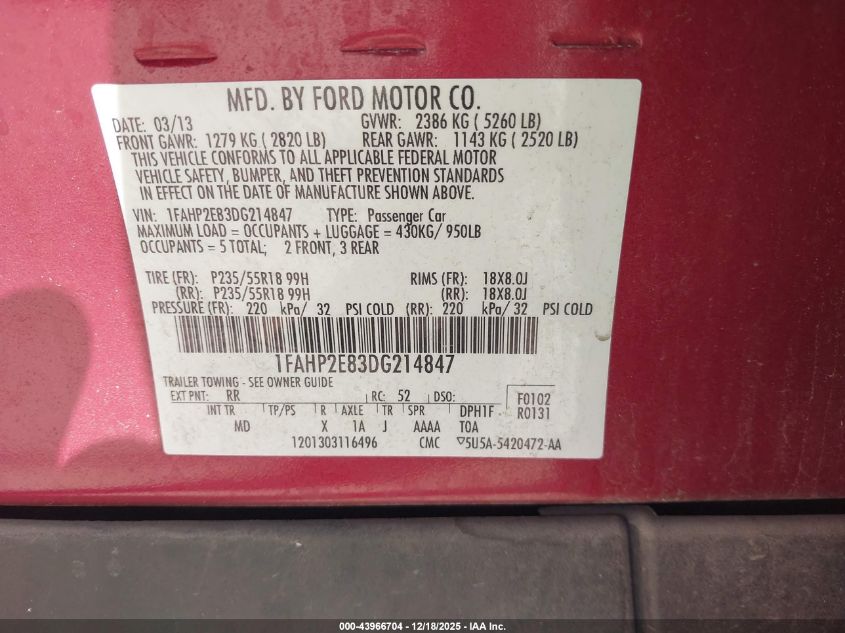 MFD. BY FORD MOTOR CO.
DATE: 03/13 GVWR: 2386 KG ( 5260 LB)
FRONT GAWR: 1279 KG ( 2820 LB) REAR GAWR: 1143 KG ( 2520 LB)
THIS VEHICLE CONFORMS TO ALL APPLICABLE FEDERAL MOTOR
VEHICLE SAFETY, BUMPER, AND THEFT PREVENTION STANDARDS
IN EFFECT ON THE DATE OF MANUFACTURE SHOWN ABOVE.
VIN: 1FAHP2E83DG214847 TYPE: Passenger Car
MAXIMUM LOAD = OCCUPANTS + LUGGAGE = 430KG/ 950LB
OCCUPANTS = 5 TOTAL; 2 FRONT, 3 REAR
TIRE (FR): P235/55R18 99H RIMS (FR): 18X8.0J
(RR): P235/55R18 99H (RR): 18X8.0J
PRESSURE (FR): 220 kPa/ 32 PSI COLD (RR): 220 kPa/ 32 PSI COLD
1FAHP2E83DG214847
TRAILER TOWING - SEE OWNER GUIDE
EXT PNT: RR RC: 52 DSO: F0102
INT TR TP/PS R AXLE TR SPR DPH1F R0131
MD X 1A J AAAA TOA
1201303116496 CMC ▽5U5A-5420472-AA
000-43966704 - 12/18/2025 - IAA Inc.